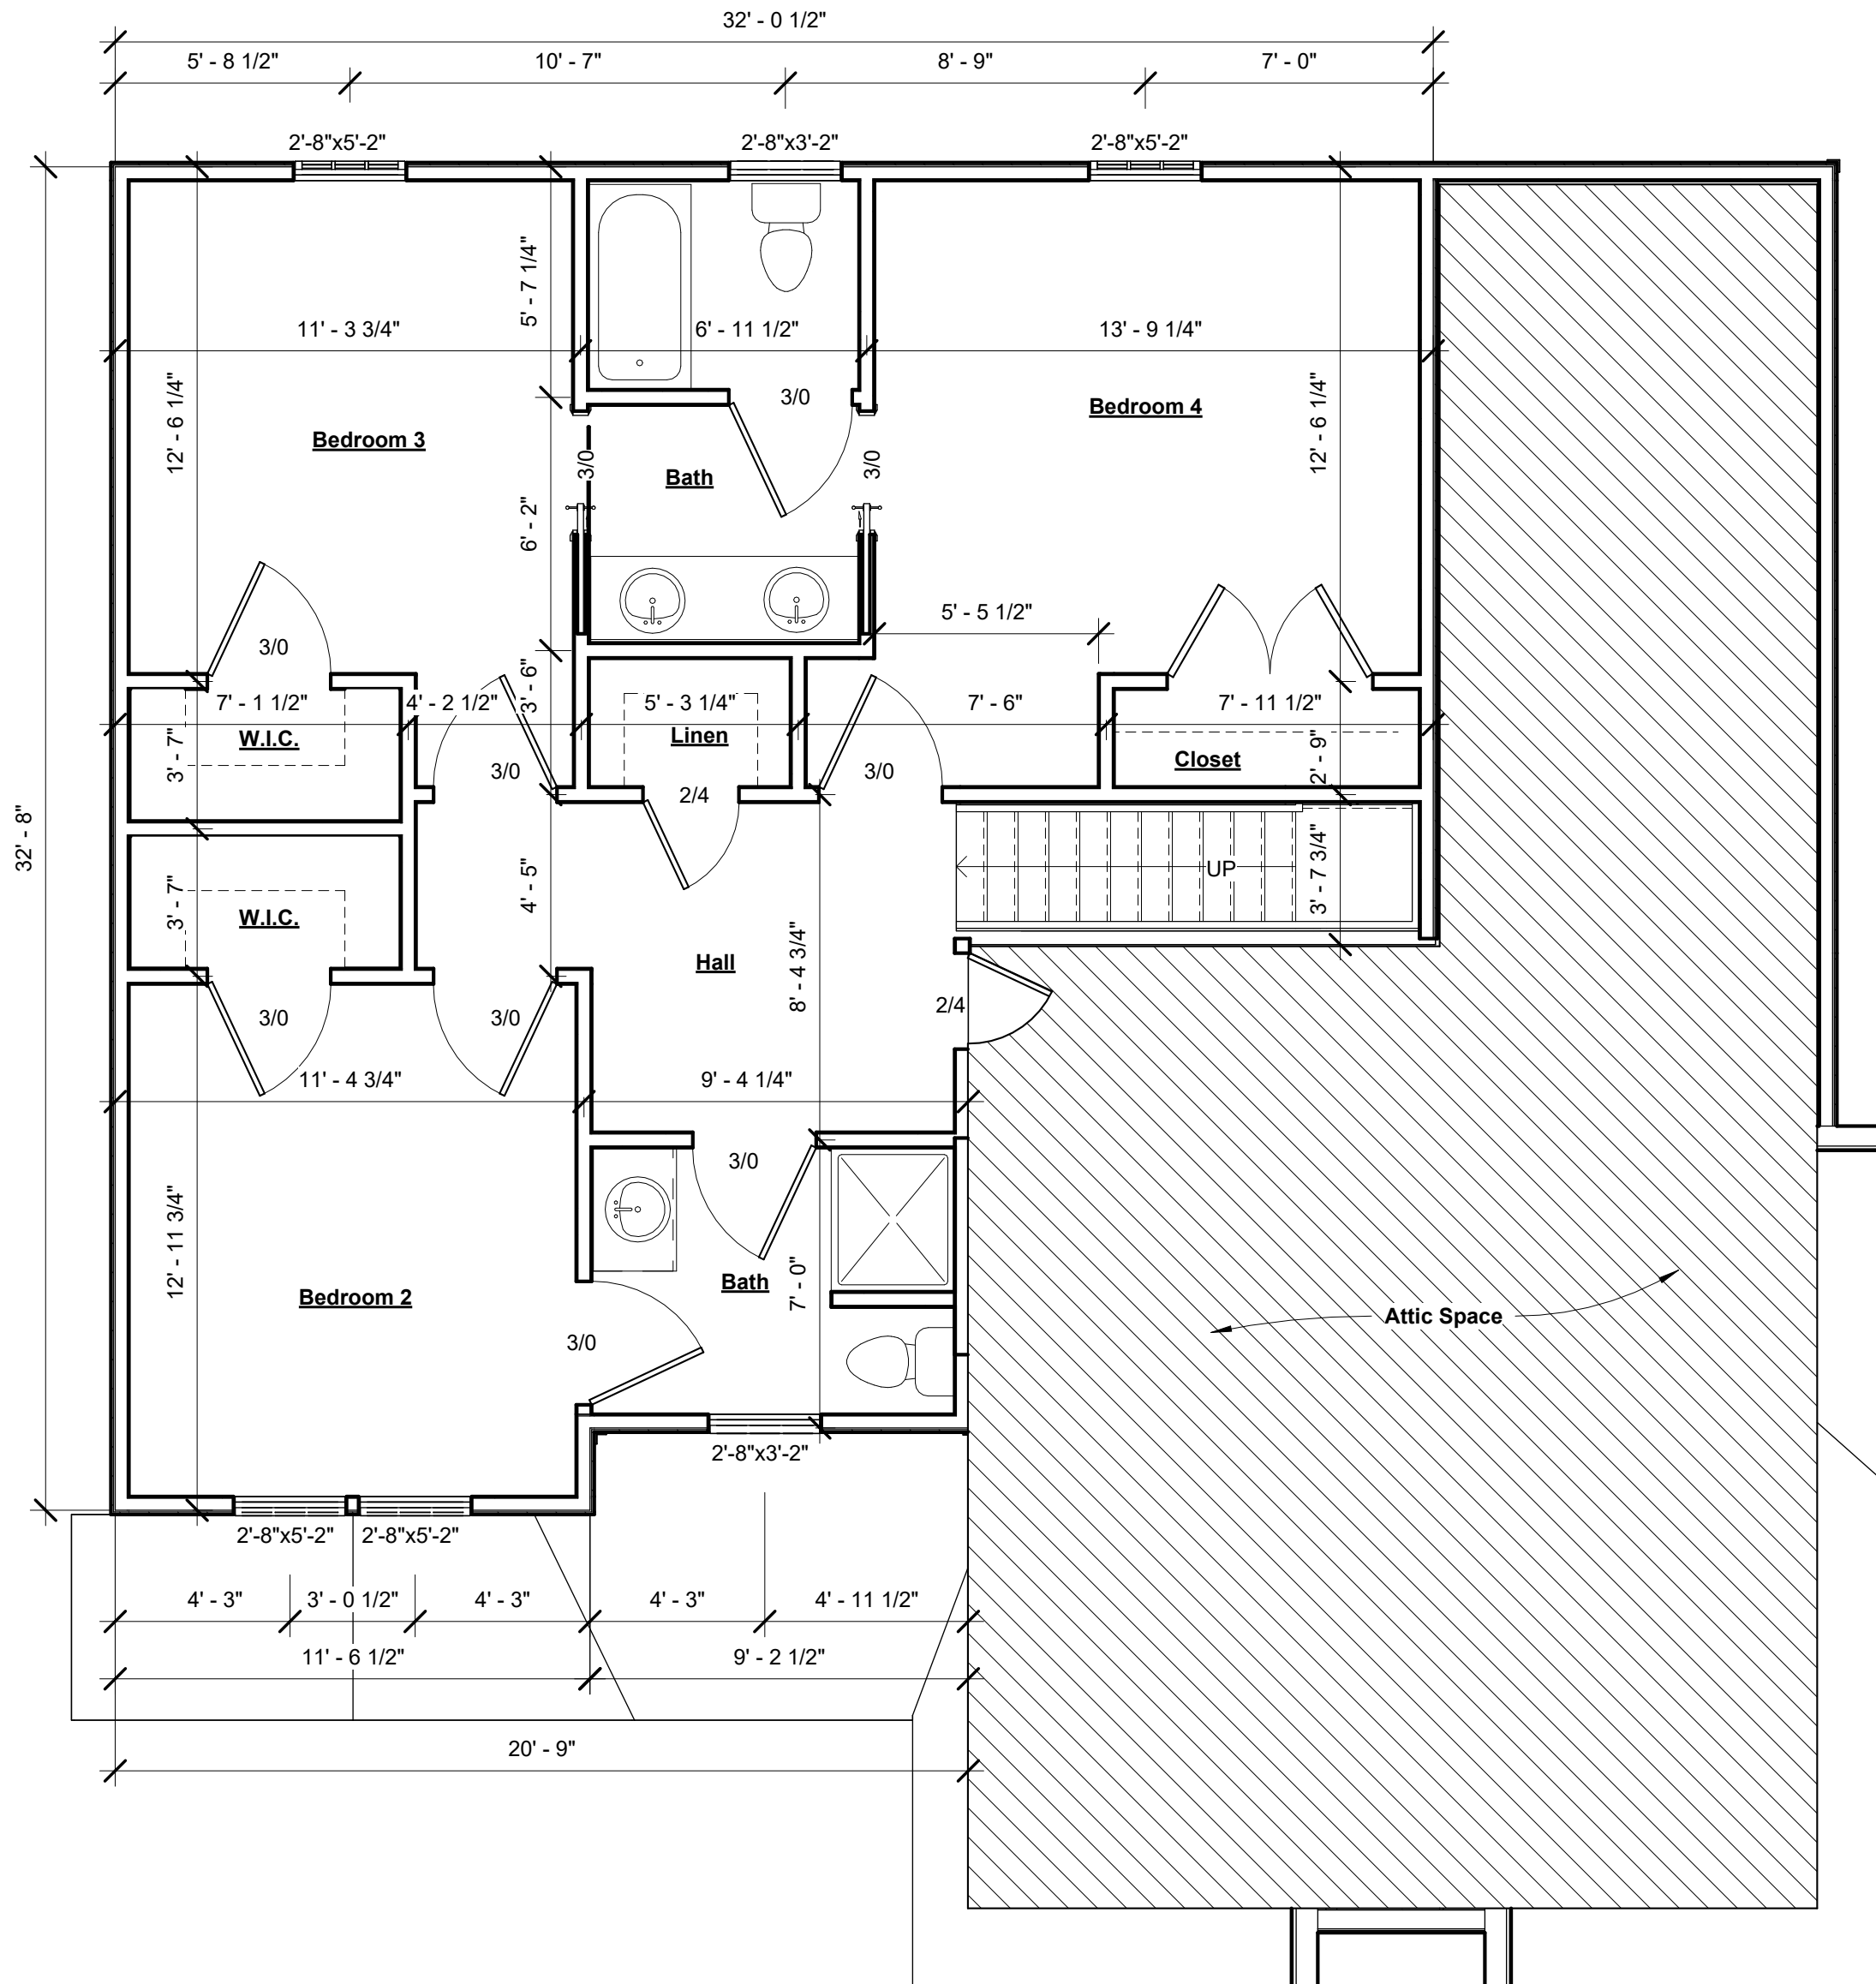 32' - 0 1/2"
5' - 8 1/2"
10' - 7"
8' - 9"
7' - 0"
2'-8"x5'-2"
2'-8"x3'-2"
2'-8"x5'-2"
5' - 7 1/4"
11' - 3 3/4"
6' - 11 1/2"
13' - 9 1/4"
12' - 6 1/4"
3/0
12' - 6 1/4"
Bedroom 4
Bedroom 3
3/0
Bath
3/0
6' - 2"
5' - 5 1/2"
3/0
3' - 6"
7' - 1 1/2"
4' - 2 1/2"
5' - 3 1/4"
7' - 6"
7' - 11 1/2"
W.I.C.
Linen
3' - 7"
Closet
2' - 9"
3/0
3/0
2/4
32' - 8"
3' - 7"
4' - 5"
UP
3' - 7 3/4"
W.I.C.
Hall
8' - 4 3/4"
2/4
3/0
3/0
11' - 4 3/4"
9' - 4 1/4"
3/0
12' - 11 3/4"
Bath
7' - 0"
Bedroom 2
Attic Space
3/0
2'-8"x3'-2"
2'-8"x5'-2"
2'-8"x5'-2"
4' - 3"
3' - 0 1/2"
4' - 3"
4' - 3"
4' - 11 1/2"
11' - 6 1/2"
9' - 2 1/2"
20' - 9"